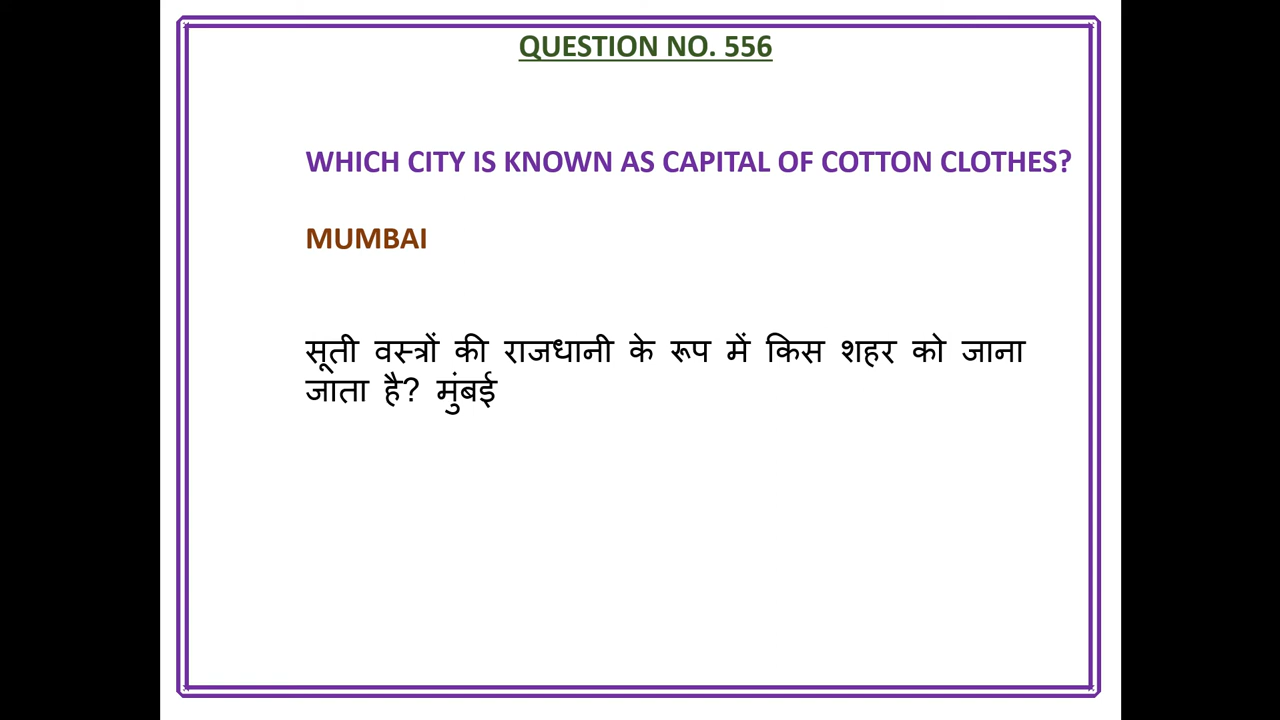 QUESTION NO. 556
WHICH CITY IS KNOWN AS CAPITAL OF COTTON CLOTHES?
MUMBAI
सूती वस्त्रों की राजधानी के रूप में किस शहर को जाना
जाता है? मुंबई